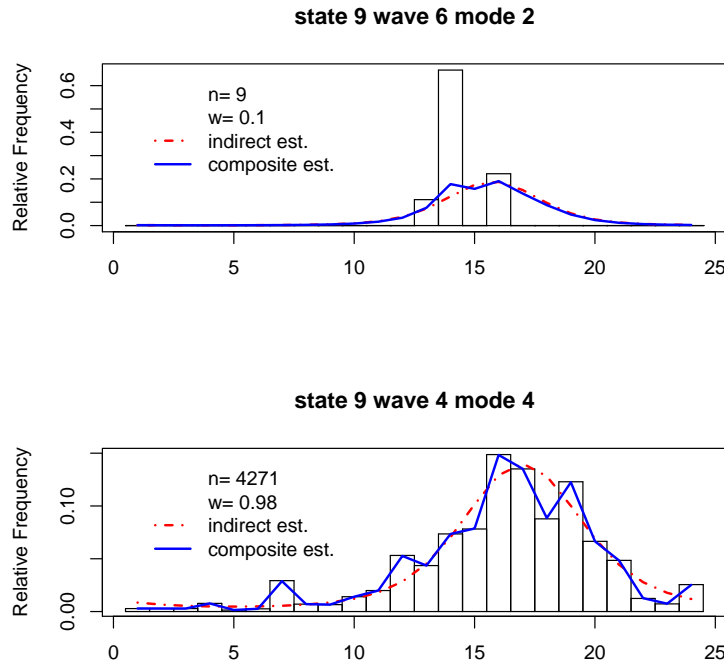 state 9 wave 6 mode 2
Relative Frequency
0.0 0.2 0.4 0.6
n= 9
w= 0.1
indirect est.
composite est.
0 5 10 15 20 25
state 9 wave 4 mode 4
Relative Frequency
0.00 0.10
n= 4271
w= 0.98
indirect est.
composite est.
0 5 10 15 20 25